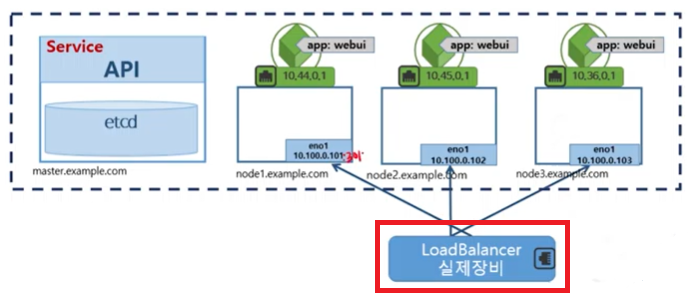 Service
API
etcd
master.example.com
app: webui
10,44,0,1
eno1
10.100.0.101
node1.example.com
app: webui
10,45,0,1
eno1
10.100.0.102
node2.example.com
app: webui
10,36,0,1
eno1
10.100.0.103
node3.example.com
LoadBalancer
실제장비